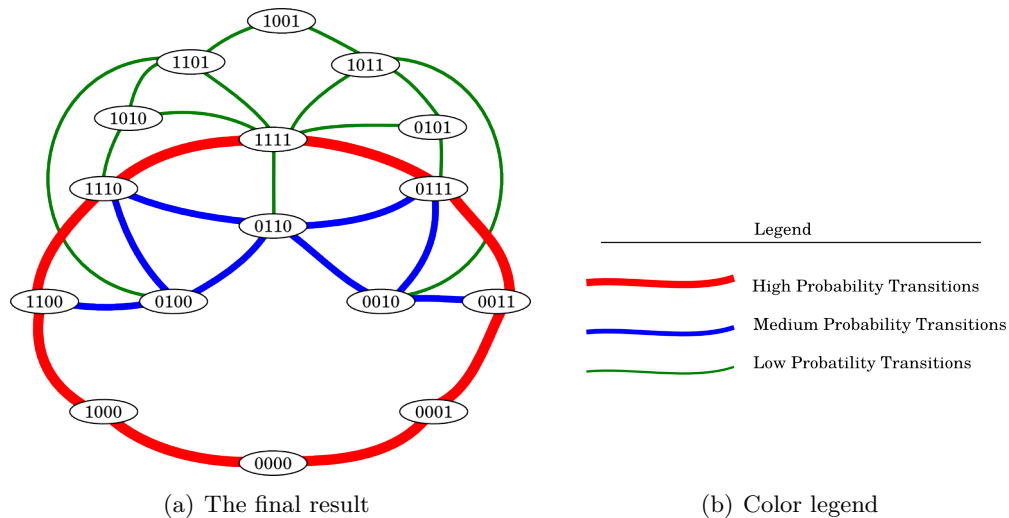 1001
1101
1011
1010
0101
1111
1110
0111
0110
1100
0100
0010
0011
1000
0001
0000
(a) The final result
Legend
High Probability Transitions
Medium Probability Transitions
Low Probatility Transitions
(b) Color legend